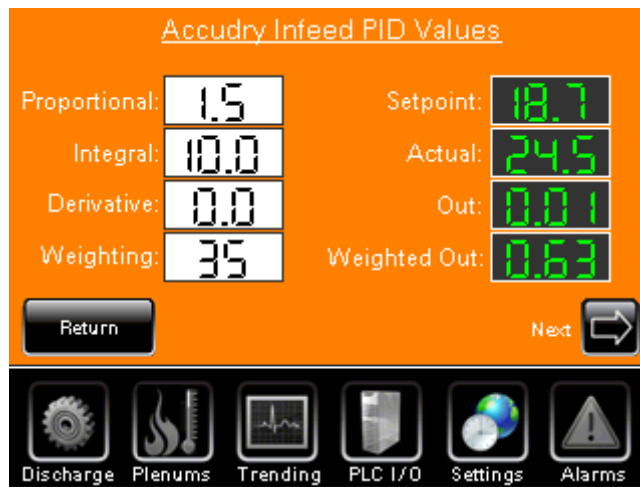 Accudry Infeed PID Values
Proportional: 1.5 Setpoint: 18.7
Integral: 10.0 Actual: 24.5
Derivative: 0.0 Out: 0.01
Weighting: 35 Weighted Out: 0.63
Return Next
Discharge Plenums Trending PLC I/O Settings Alarms